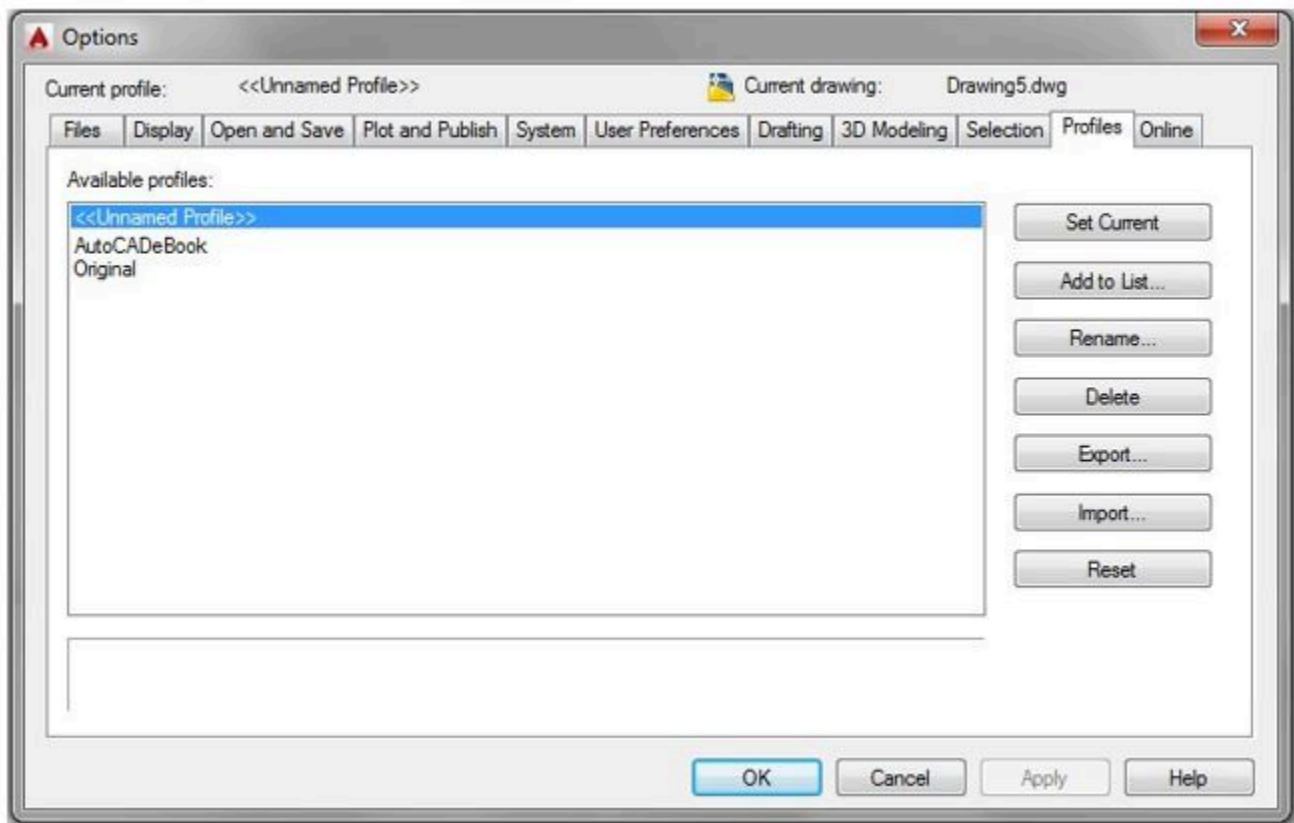 Options
Current profile: <<Unnamed Profile>> Current drawing: Drawing5.dwg
Files Display Open and Save Plot and Publish System User Preferences Drafting 3D Modeling Selection Profiles Online
Available profiles:
<<Unnamed Profile>>
AutoCADeBook
Original
Set Current
Add to List...
Rename...
Delete
Export...
Import...
Reset
OK Cancel Apply Help